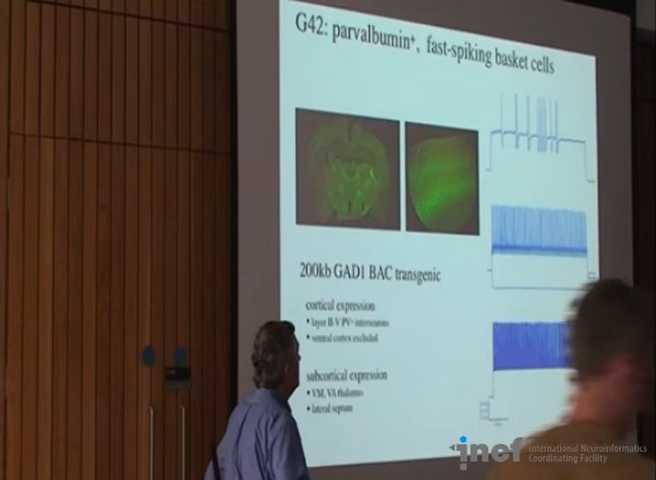 G42: parvalbumin⁺, fast-spiking basket cells
200kb GAD1 BAC transgenic
cortical expression
• layer II-V PV⁺ interneurons
• ventral cortex excluded
subcortical expression
• VM, VA thalamus
• lateral septum
incf International Neuroinformatics
Coordinating Facility